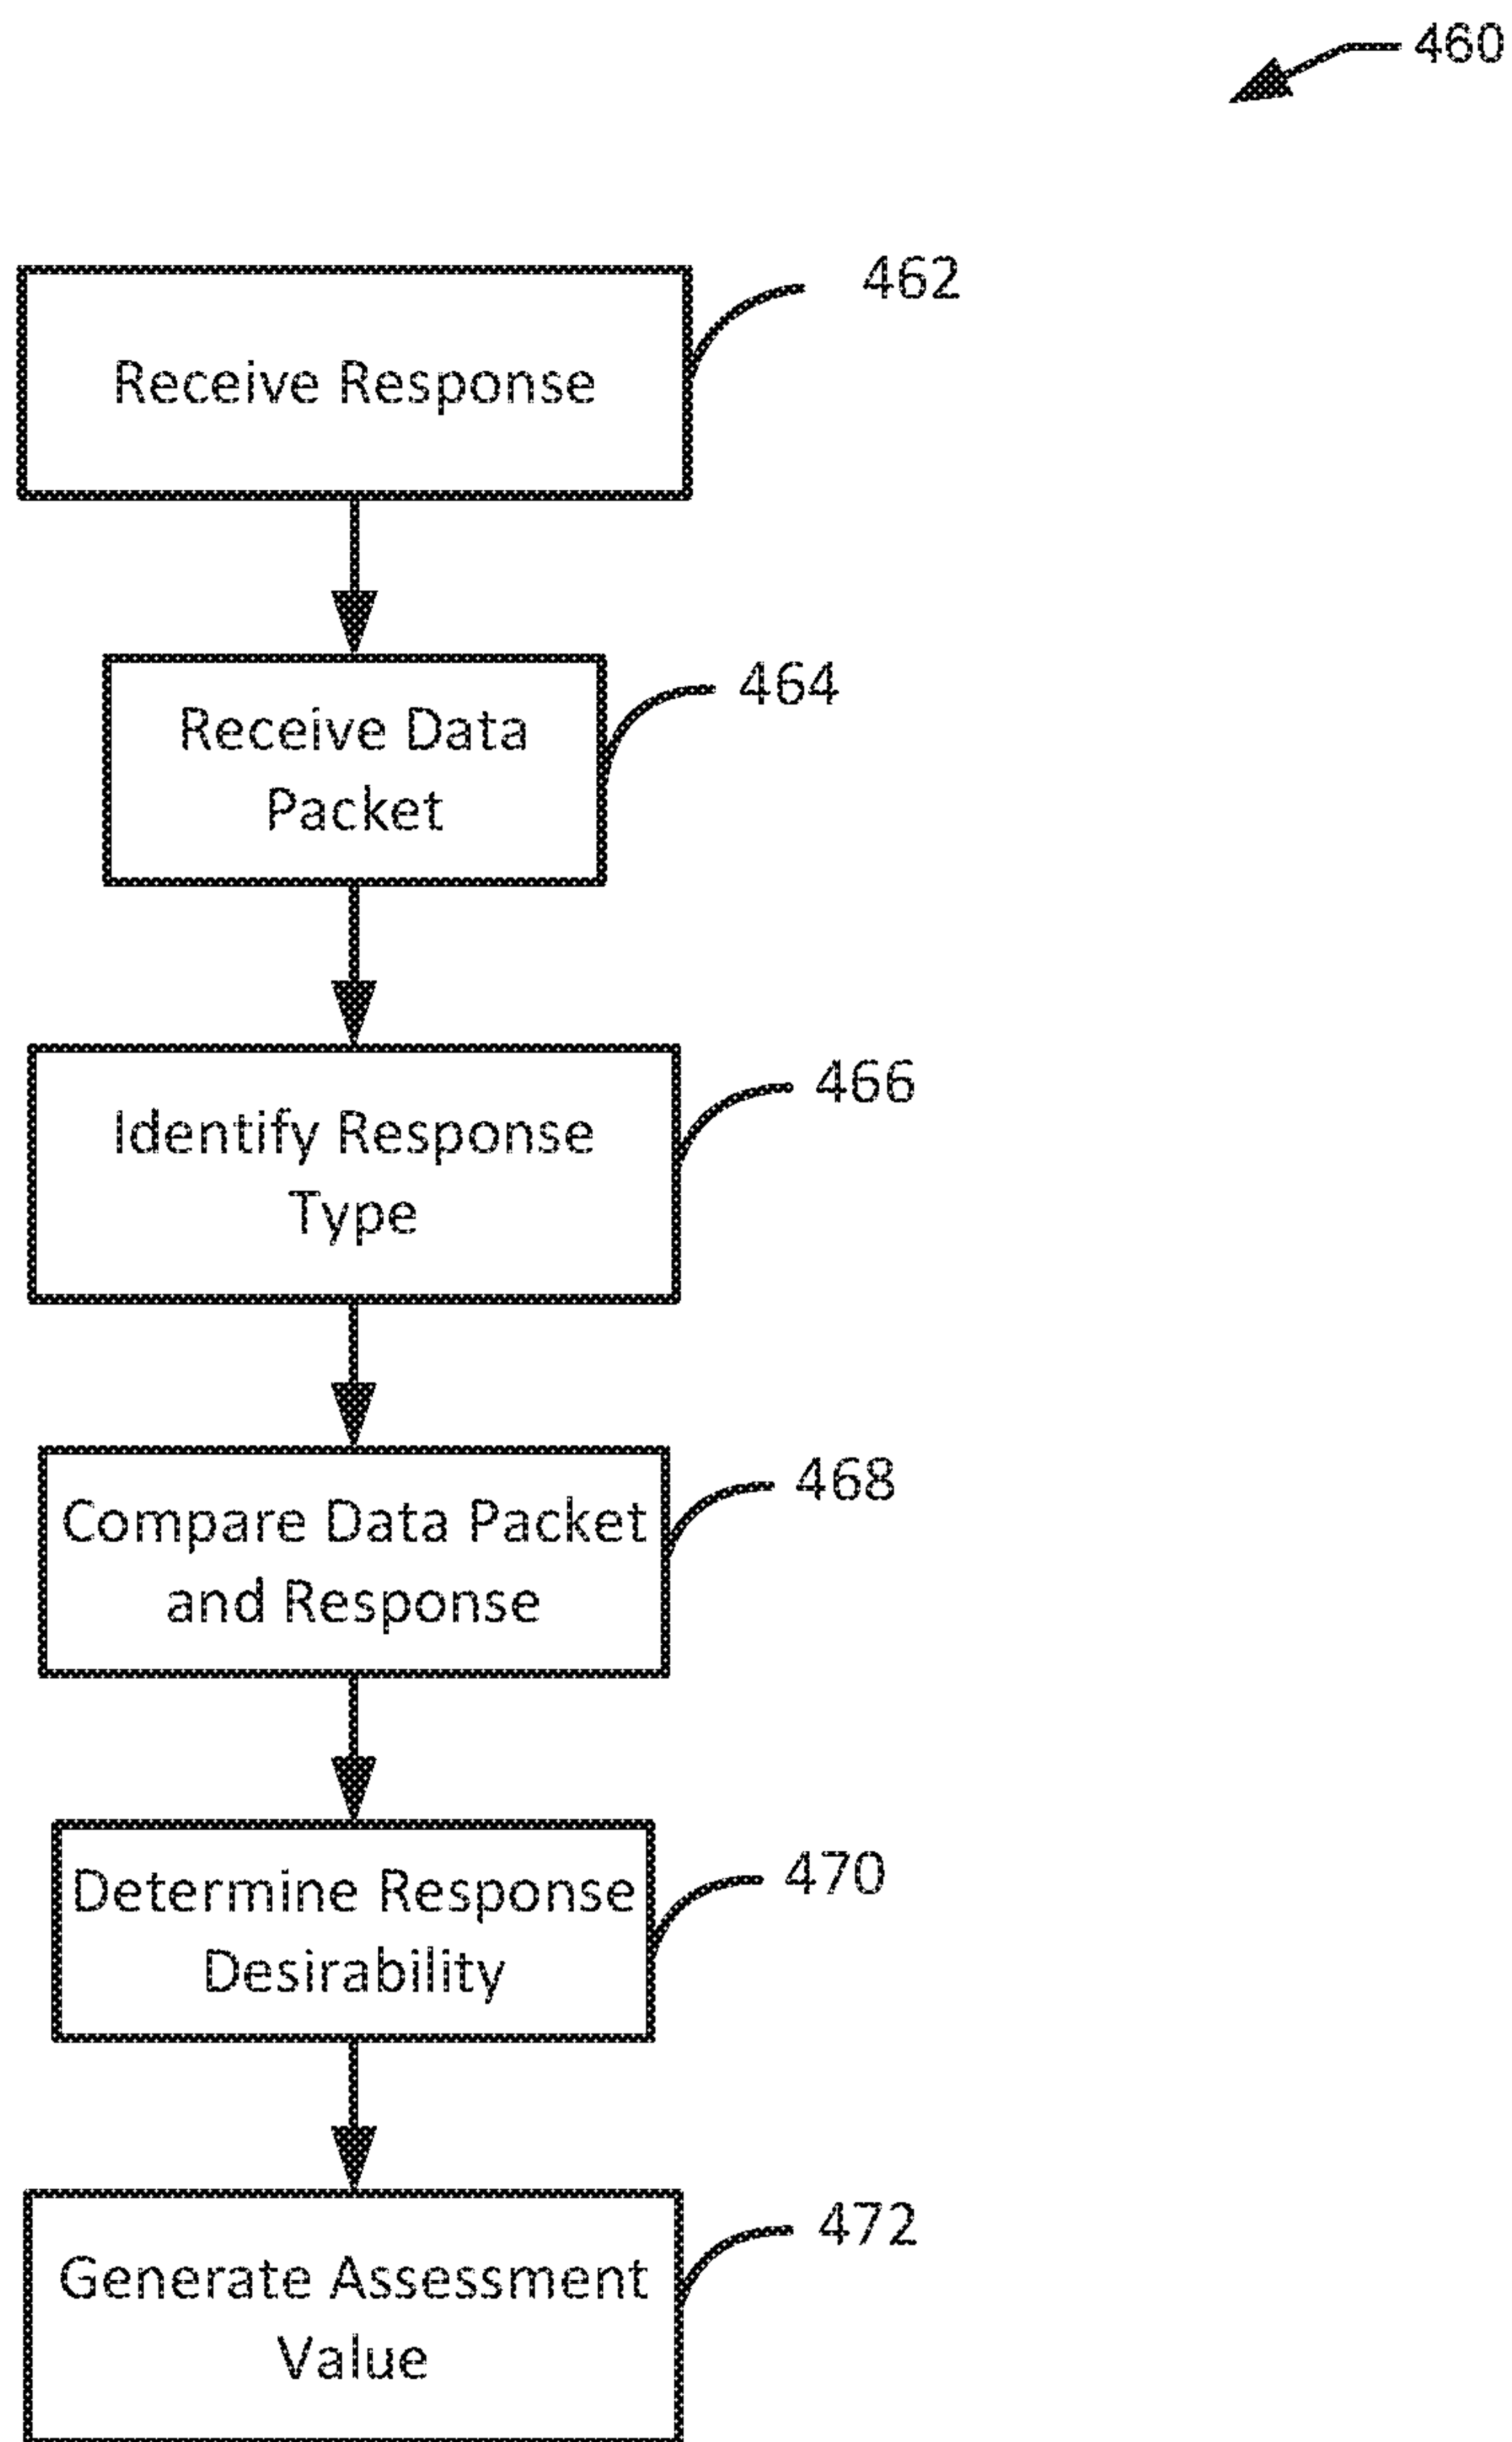 460
Receive Response
462
Receive Data
Packet
464
Identify Response
Type
466
Compare Data Packet
and Response
468
Determine Response
Desirability
470
Generate Assessment
Value
472